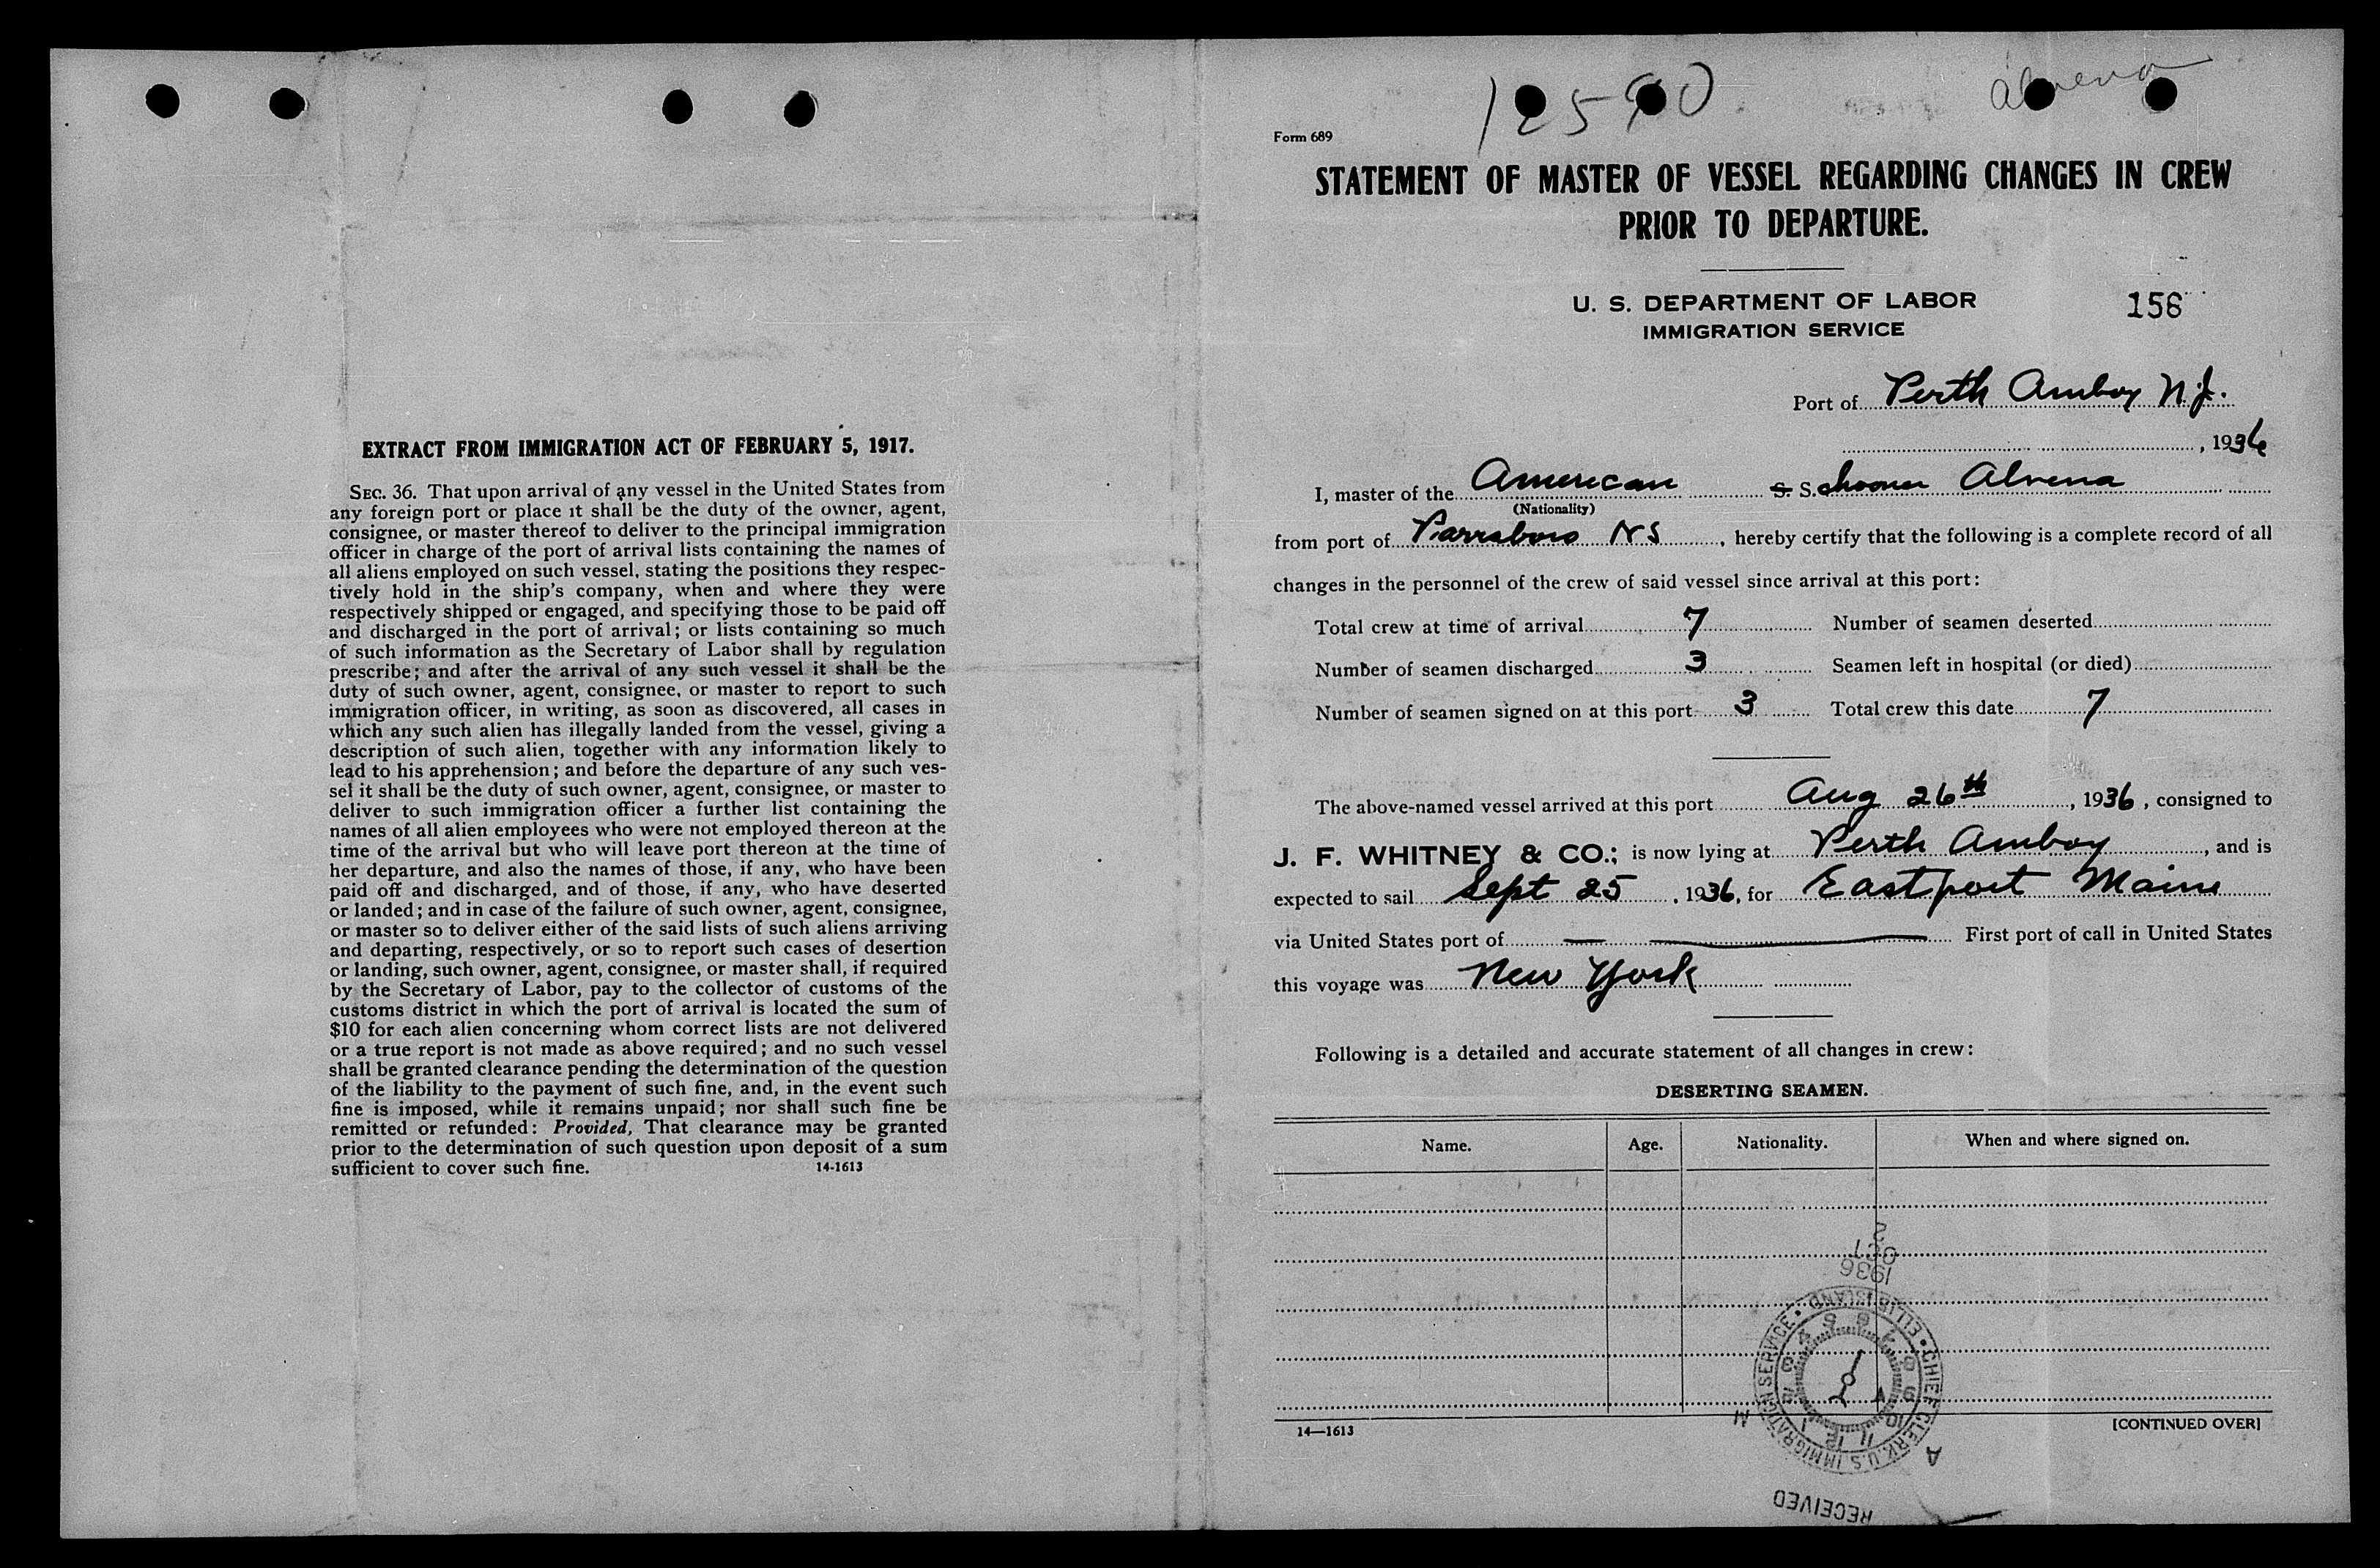 EXTRACT FROM IMMIGRATION ACT OF FEBRUARY 5, 1917.
SEC. 36. That upon arrival of any vessel in the United States from
any foreign port or place it shall be the duty of the owner, agent,
consignee, or master thereof to deliver to the principal immigration
officer in charge of the port of arrival lists containing the names of
all aliens employed on such vessel, stating the positions they respec-
tively hold in the ship's company, when and where they were
respectively shipped or engaged, and specifying those to be paid off
and discharged in the port of arrival; or lists containing so much
of such information as the Secretary of Labor shall by regulation
prescribe; and after the arrival of any such vessel it shall be the
duty of such owner, agent, consignee, or master to report to such
immigration officer, in writing, as soon as discovered, all cases in
which any such alien has illegally landed from the vessel, giving a
description of such alien, together with any information likely to
lead to his apprehension; and before the departure of any such ves-
sel it shall be the duty of such owner, agent, consignee, or master to
deliver to such immigration officer a further list containing the
names of all alien employees who were not employed thereon at the
time of the arrival but who will leave port thereon at the time of
her departure, and also the names of those, if any, who have been
paid off and discharged, and of those, if any, who have deserted
or landed; and in case of the failure of such owner, agent, consignee,
or master so to deliver either of the said lists of such aliens arriving
and departing, respectively, or so to report such cases of desertion
or landing, such owner, agent, consignee, or master shall, if required
by the Secretary of Labor, pay to the collector of customs of the
customs district in which the port of arrival is located the sum of
$10 for each alien concerning whom correct lists are not delivered
or a true report is not made as above required; and no such vessel
shall be granted clearance pending the determination of the question
of the liability to the payment of such fine, and, in the event such
fine is imposed, while it remains unpaid; nor shall such fine be
remitted or refunded: Provided, That clearance may be granted
prior to the determination of such question upon deposit of a sum
sufficient to cover such fine. 14-1613
Alvena
Form 689
STATEMENT OF MASTER OF VESSEL REGARDING CHANGES IN CREW
PRIOR TO DEPARTURE.
U. S. DEPARTMENT OF LABOR 158
IMMIGRATION SERVICE
Port of Perth Amboy N.J.
, 1936
I, master of the American S. Schooner Alvena
(Nationality)
from port of Parrsboro NS, hereby certify that the following is a complete record of all
changes in the personnel of the crew of said vessel since arrival at this port:
Total crew at time of arrival 7 Number of seamen deserted
Number of seamen discharged 3 Seamen left in hospital (or died)
Number of seamen signed on at this port 3 Total crew this date 7
The above-named vessel arrived at this port Aug 26th, 1936, consigned to
J. F. WHITNEY & CO.; is now lying at Perth Amboy, and is
expected to sail Sept 25, 1936, for Eastport Maine
via United States port of — First port of call in United States
this voyage was New York
Following is a detailed and accurate statement of all changes in crew:
DESERTING SEAMEN.
Name. Age. Nationality. When and where signed on.
14—1613 [CONTINUED OVER]
RECEIVED
CHIEF CLERK, U.S. IMMIGRATION SERVICE • ELLIS ISLAND •
1 2 3 4 5 6 7 8 9 10 11 12
A M
1936
OCT
2